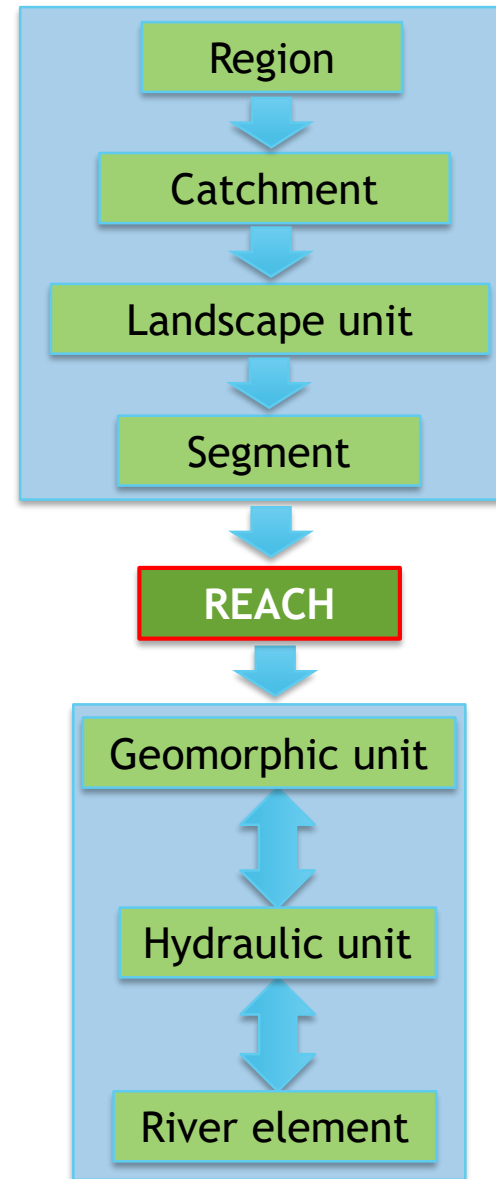 Region
Catchment
Landscape unit
Segment
REACH
Geomorphic unit
Hydraulic unit
River element